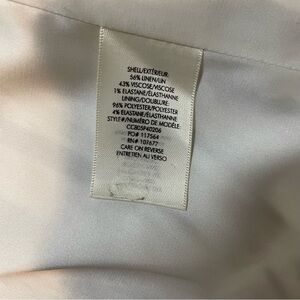 SHELL/EXTÉRIEUR
56% LINEN/LIN
43% VISCOSE/VISCOSE
1% ELASTANE/ÉLASTHANNE
LINING/DOUBLURE:
96% POLYESTER/POLYESTER
4% ELASTANE/ÉLASTHANNE
STYLE#/NUMÉRO DE MODÈLE:
CC805P40206
PO# 117564
RN# 107677
CARE ON REVERSE
ENTRETIEN AU VERSO